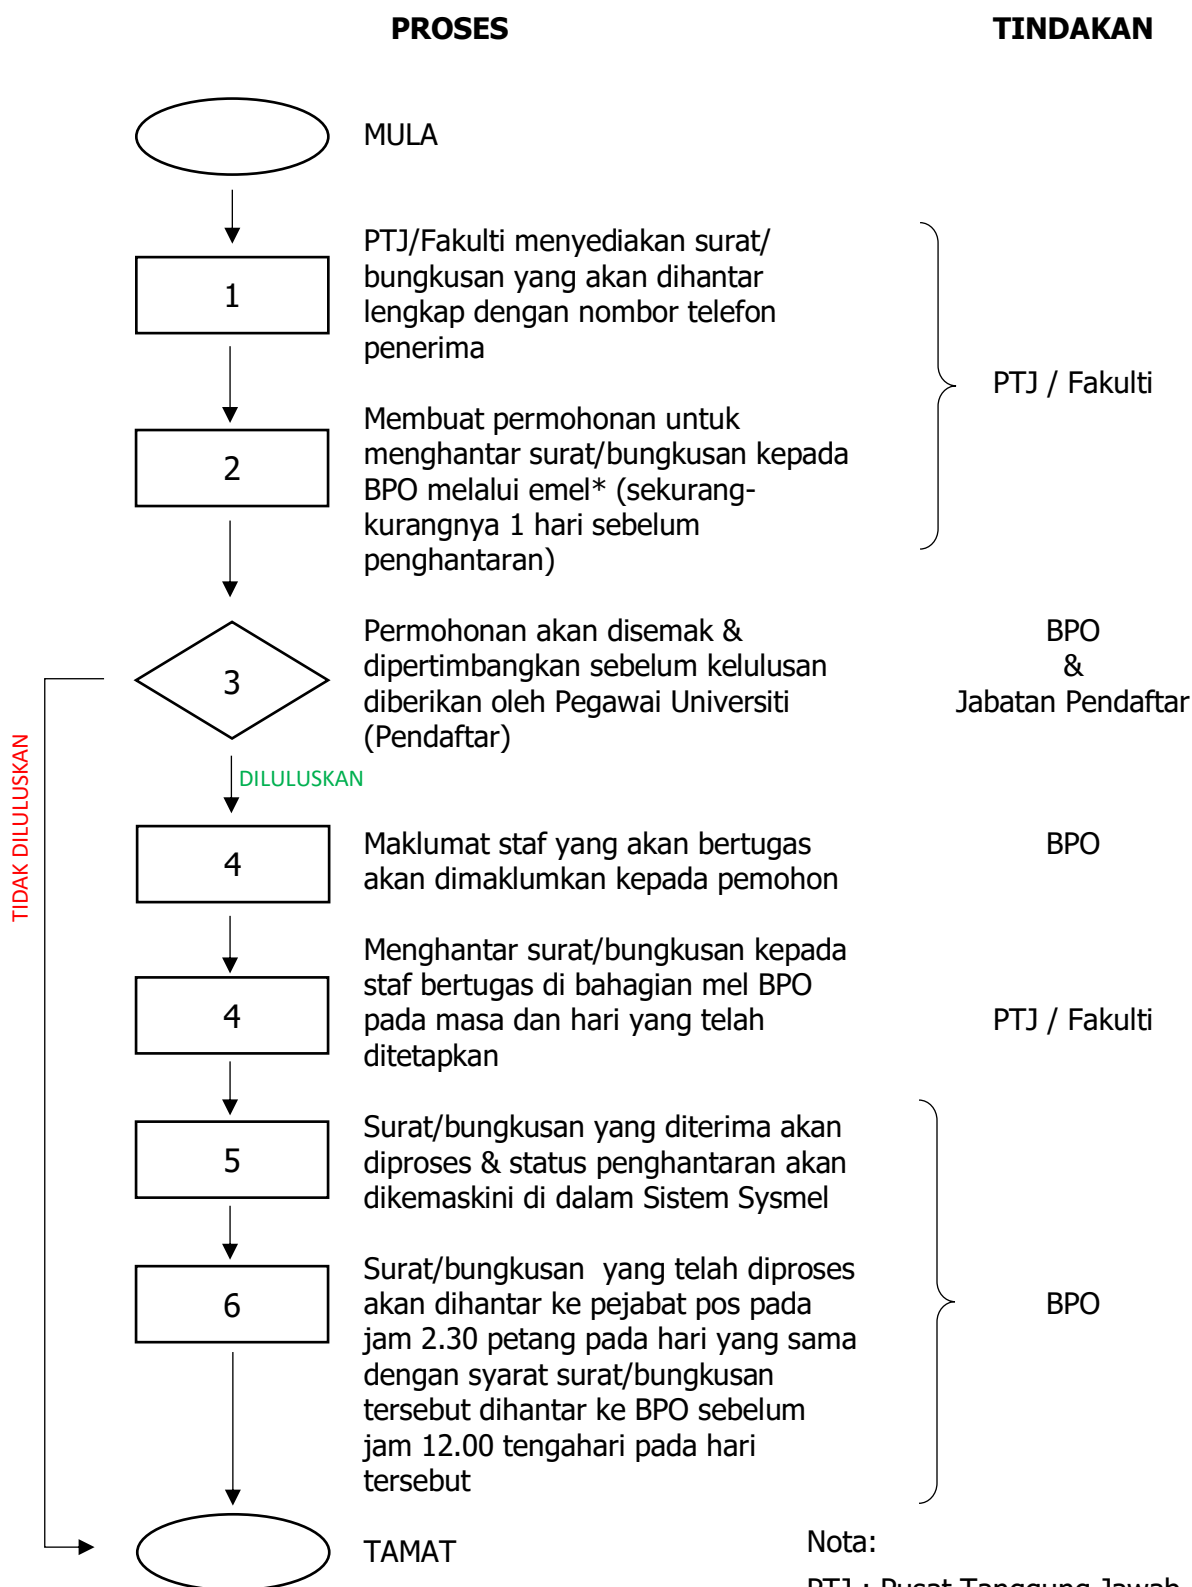 PROSES
TINDAKAN
MULA
1
PTJ/Fakulti menyediakan surat/
bungkusan yang akan dihantar
lengkap dengan nombor telefon
penerima
PTJ / Fakulti
2
Membuat permohonan untuk
menghantar surat/bungkusan kepada
BPO melalui emel* (sekurang-
kurangnya 1 hari sebelum
penghantaran)
3
Permohonan akan disemak &
dipertimbangkan sebelum kelulusan
diberikan oleh Pegawai Universiti
(Pendaftar)
BPO
&
Jabatan Pendaftar
TIDAK DILULUSKAN
DILULUSKAN
4
Maklumat staf yang akan bertugas
akan dimaklumkan kepada pemohon
BPO
4
Menghantar surat/bungkusan kepada
staf bertugas di bahagian mel BPO
pada masa dan hari yang telah
ditetapkan
PTJ / Fakulti
5
Surat/bungkusan yang diterima akan
diproses & status penghantaran akan
dikemaskini di dalam Sistem Sysmel
6
Surat/bungkusan yang telah diproses
akan dihantar ke pejabat pos pada
jam 2.30 petang pada hari yang sama
dengan syarat surat/bungkusan
tersebut dihantar ke BPO sebelum
jam 12.00 tengahari pada hari
tersebut
BPO
TAMAT
Nota:
PTJ : Pusat Tanggung Jawab